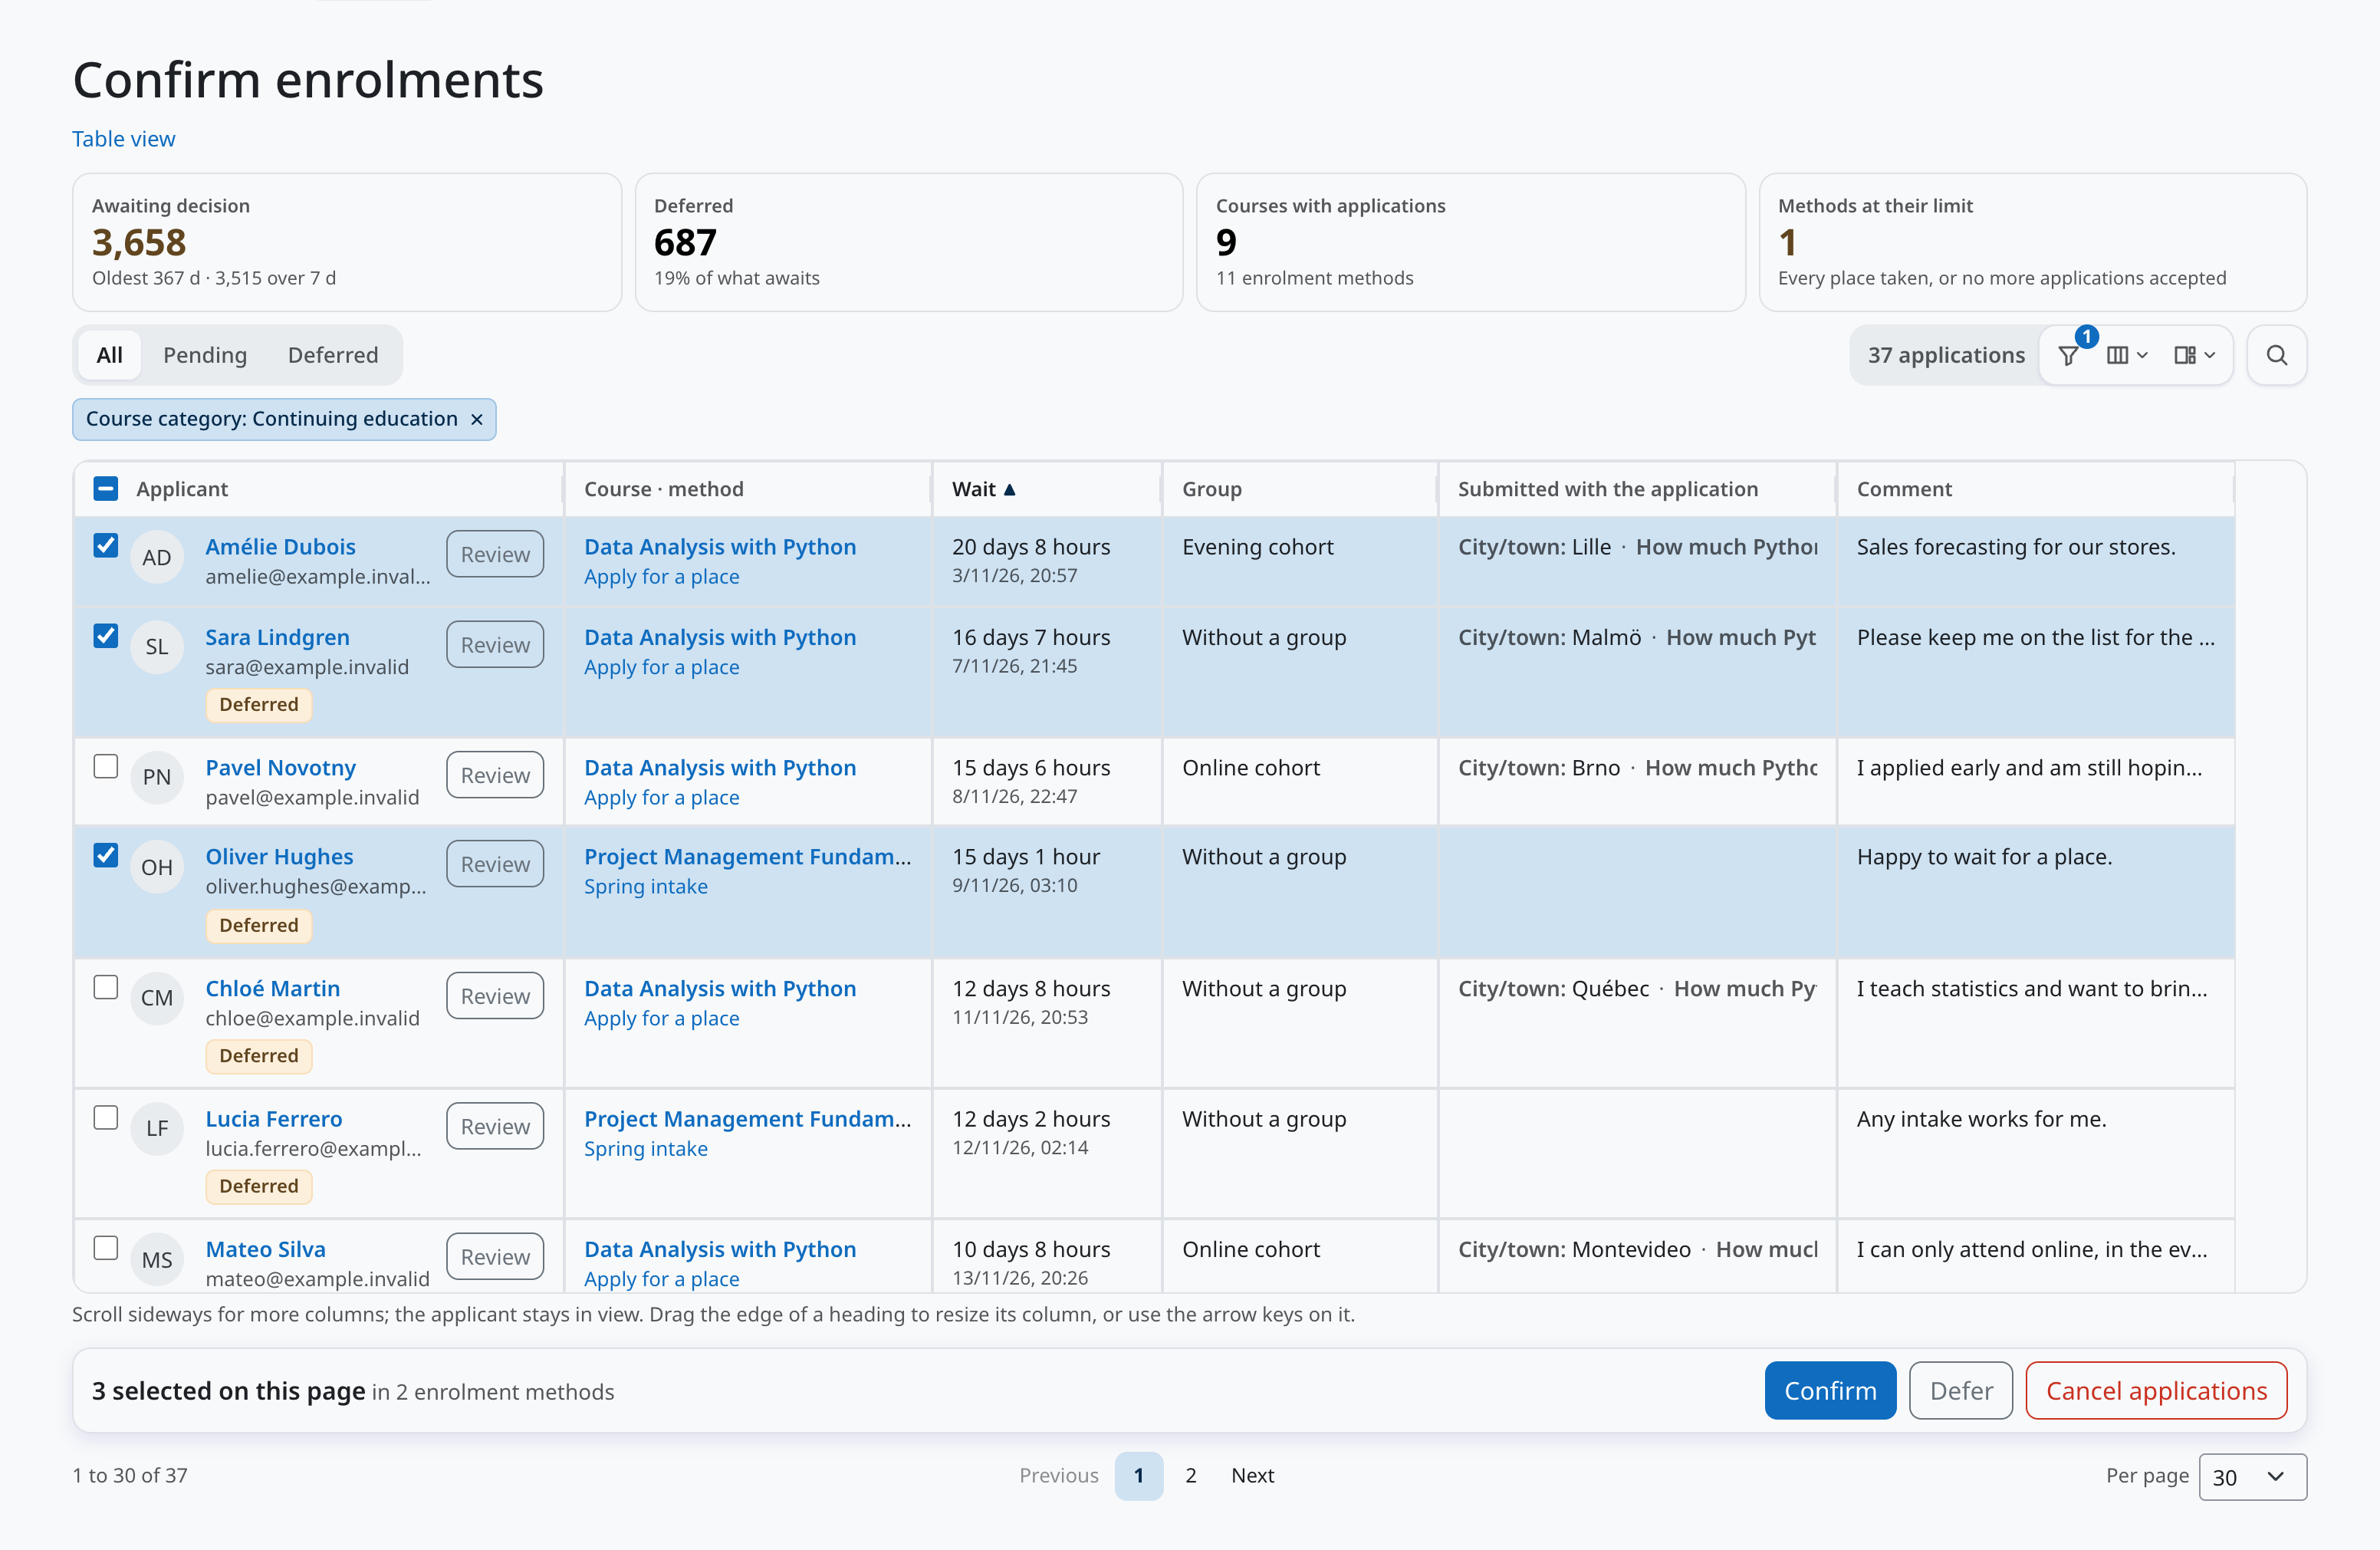 Confirm enrolments
Table view
Awaiting decision
3,658
Oldest 367 d · 3,515 over 7 d
Deferred
687
19% of what awaits
Courses with applications
9
11 enrolment methods
Methods at their limit
1
Every place taken, or no more applications accepted
All Pending Deferred
37 applications 1
Course category: Continuing education ×
Applicant Course · method Wait ▲ Group Submitted with the application Comment
AD Amélie Dubois Review Data Analysis with Python 20 days 8 hours Evening cohort City/town: Lille · How much Python Sales forecasting for our stores.
amelie@example.inval... Apply for a place 3/11/26, 20:57
SL Sara Lindgren Review Data Analysis with Python 16 days 7 hours Without a group City/town: Malmö · How much Pyt Please keep me on the list for the ...
sara@example.invalid Apply for a place 7/11/26, 21:45
Deferred
PN Pavel Novotny Review Data Analysis with Python 15 days 6 hours Online cohort City/town: Brno · How much Pytho I applied early and am still hopin...
pavel@example.invalid Apply for a place 8/11/26, 22:47
OH Oliver Hughes Review Project Management Fundam... 15 days 1 hour Without a group Happy to wait for a place.
oliver.hughes@examp... Spring intake 9/11/26, 03:10
Deferred
CM Chloé Martin Review Data Analysis with Python 12 days 8 hours Without a group City/town: Québec · How much Py I teach statistics and want to brin...
chloe@example.invalid Apply for a place 11/11/26, 20:53
Deferred
LF Lucia Ferrero Review Project Management Fundam... 12 days 2 hours Without a group Any intake works for me.
lucia.ferrero@exampl... Spring intake 12/11/26, 02:14
Deferred
MS Mateo Silva Review Data Analysis with Python 10 days 8 hours Online cohort City/town: Montevideo · How much I can only attend online, in the ev...
mateo@example.invalid Apply for a place 13/11/26, 20:26
Scroll sideways for more columns; the applicant stays in view. Drag the edge of a heading to resize its column, or use the arrow keys on it.
3 selected on this page in 2 enrolment methods Confirm Defer Cancel applications
1 to 30 of 37 Previous 1 2 Next Per page 30